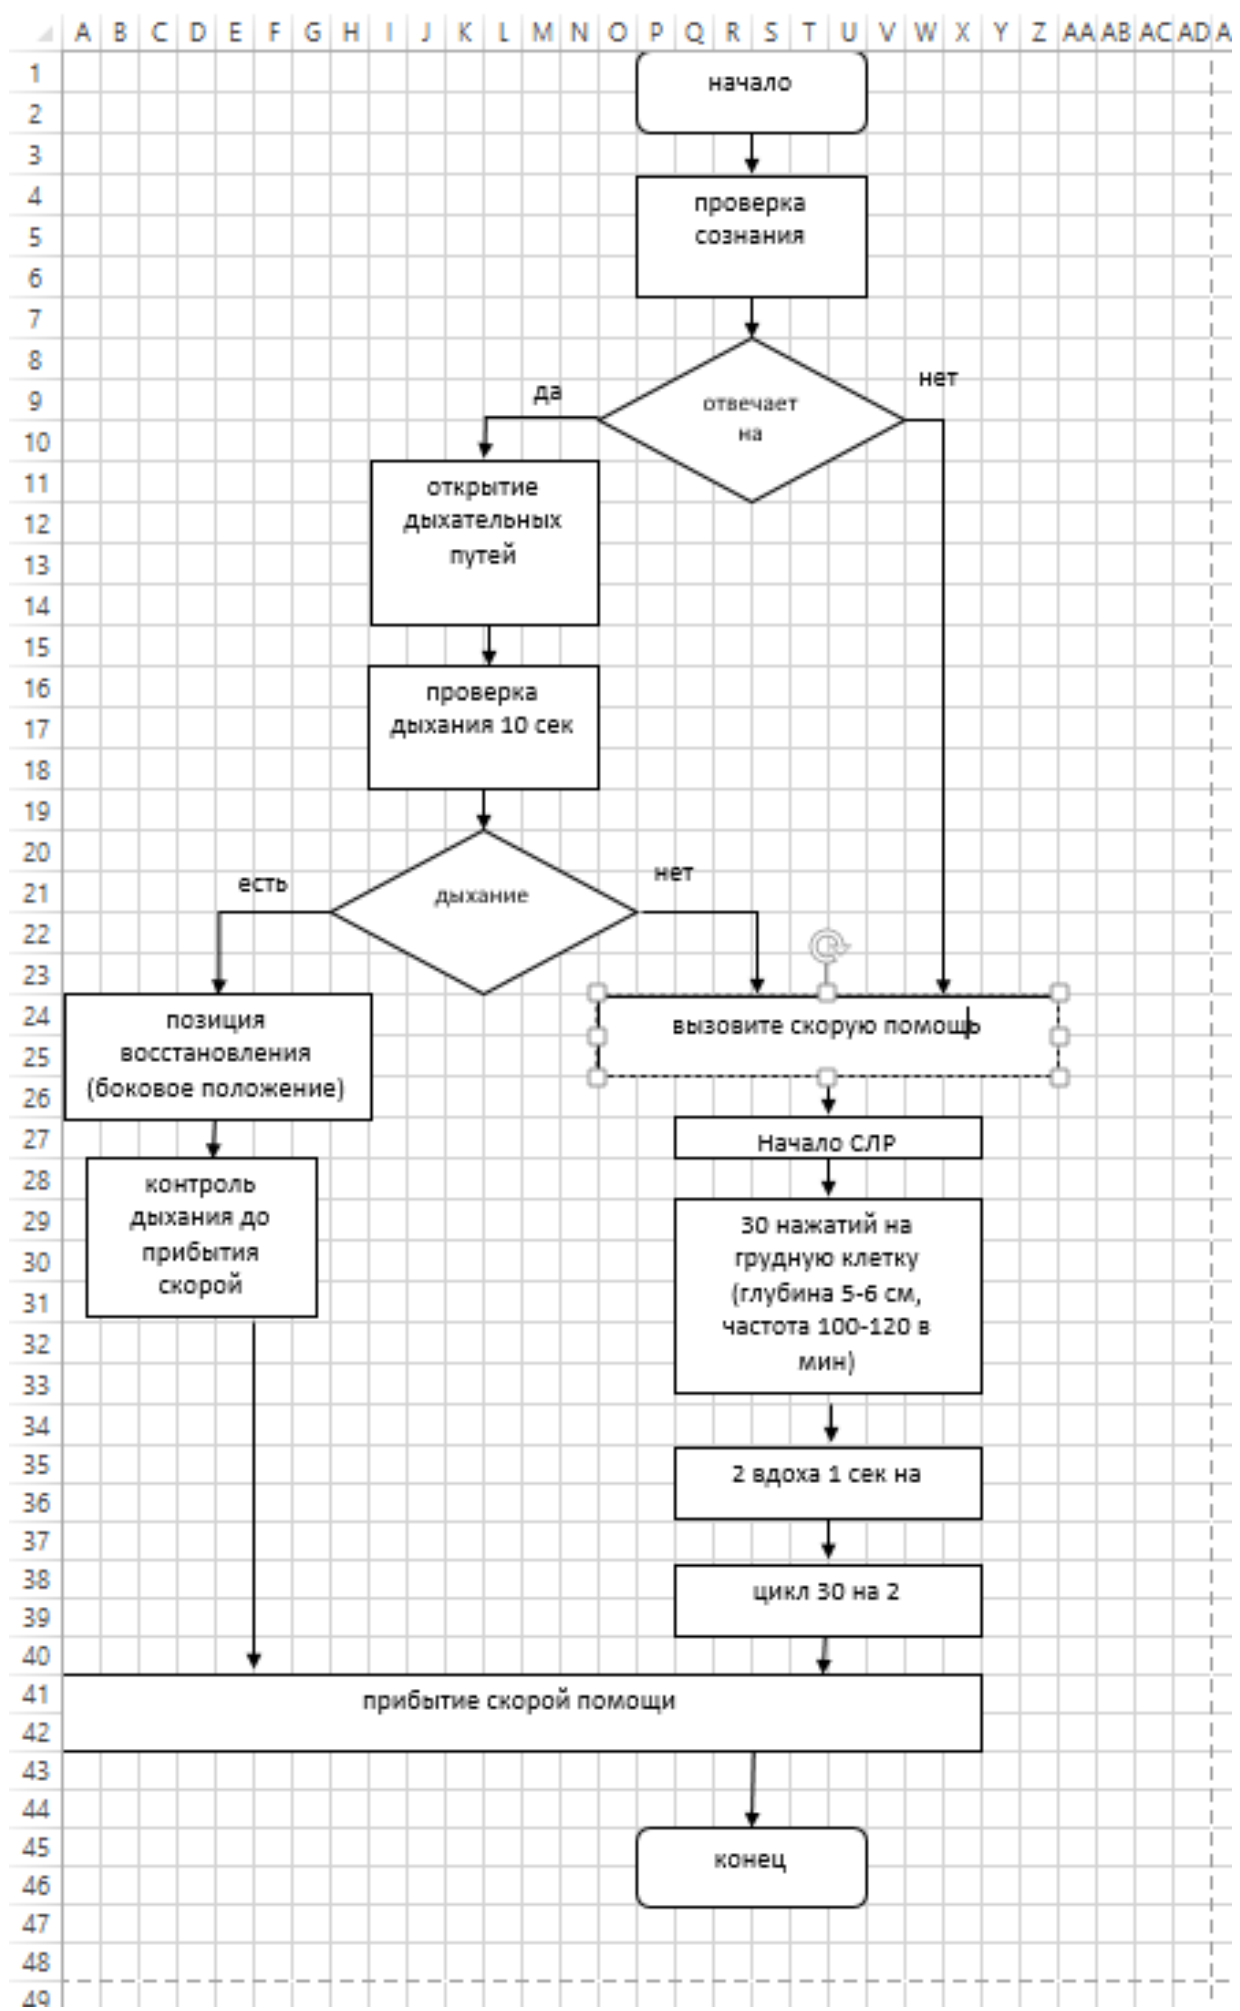 A B C D E F G H I J K L M N O P Q R S T U V W X Y Z AA AB AC AD A
1
2
3
4
5
6
7
8
9
10
11
12
13
14
15
16
17
18
19
20
21
22
23
24
25
26
27
28
29
30
31
32
33
34
35
36
37
38
39
40
41
42
43
44
45
46
47
48
49
начало
проверка
сознания
отвечает
на
да
нет
открытие
дыхательных
путей
проверка
дыхания 10 сек
дыхание
есть
нет
позиция
восстановления
(боковое положение)
контроль
дыхания до
прибытия
скорой
вызовите скорую помощь
Начало СЛР
30 нажатий на
грудную клетку
(глубина 5-6 см,
частота 100-120 в
мин)
2 вдоха 1 сек на
цикл 30 на 2
прибытие скорой помощи
конец